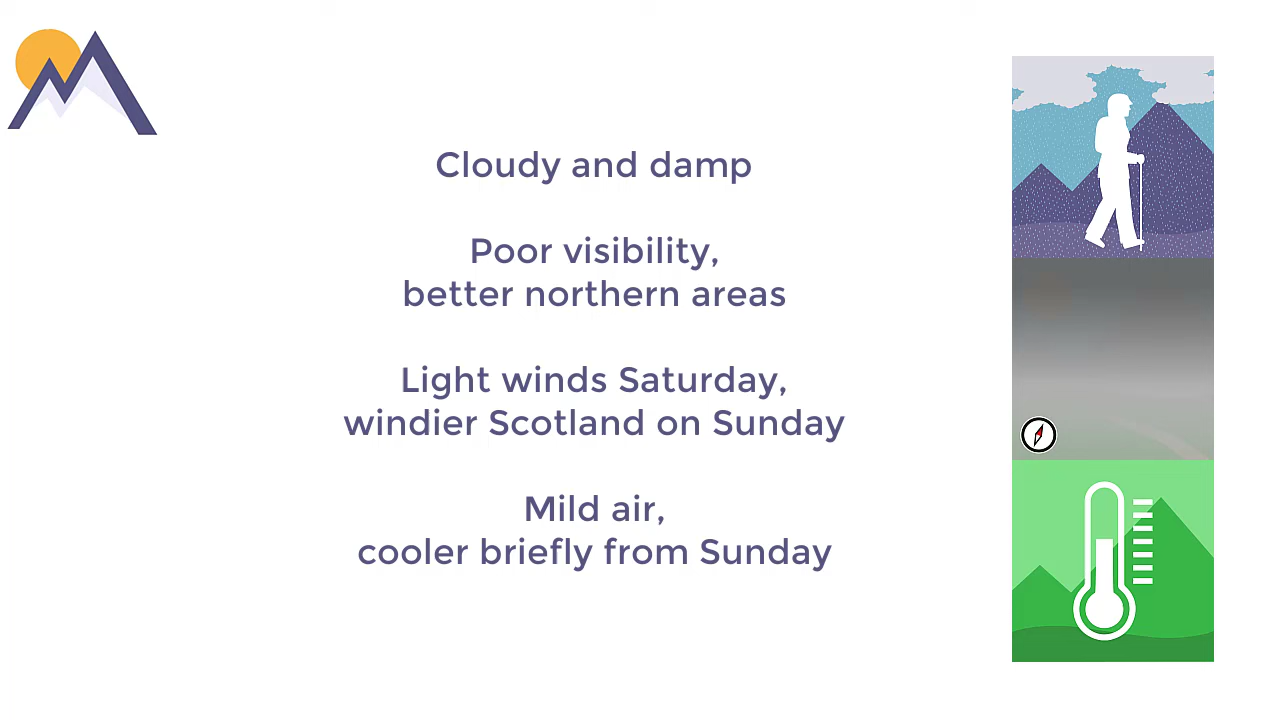 Cloudy and damp
Poor visibility,
better northern areas
Light winds Saturday,
windier Scotland on Sunday
Mild air,
cooler briefly from Sunday